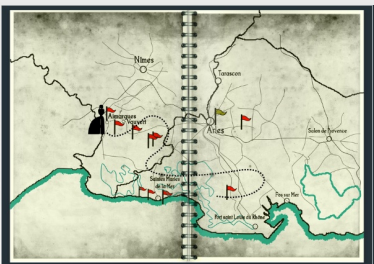 Nîmes
Tarascon
Aimargues
Vauvert
Arles
Salon de Provence
Saintes Maries
de la Mer
Fos sur Mer
Port saint Louis du Rhône